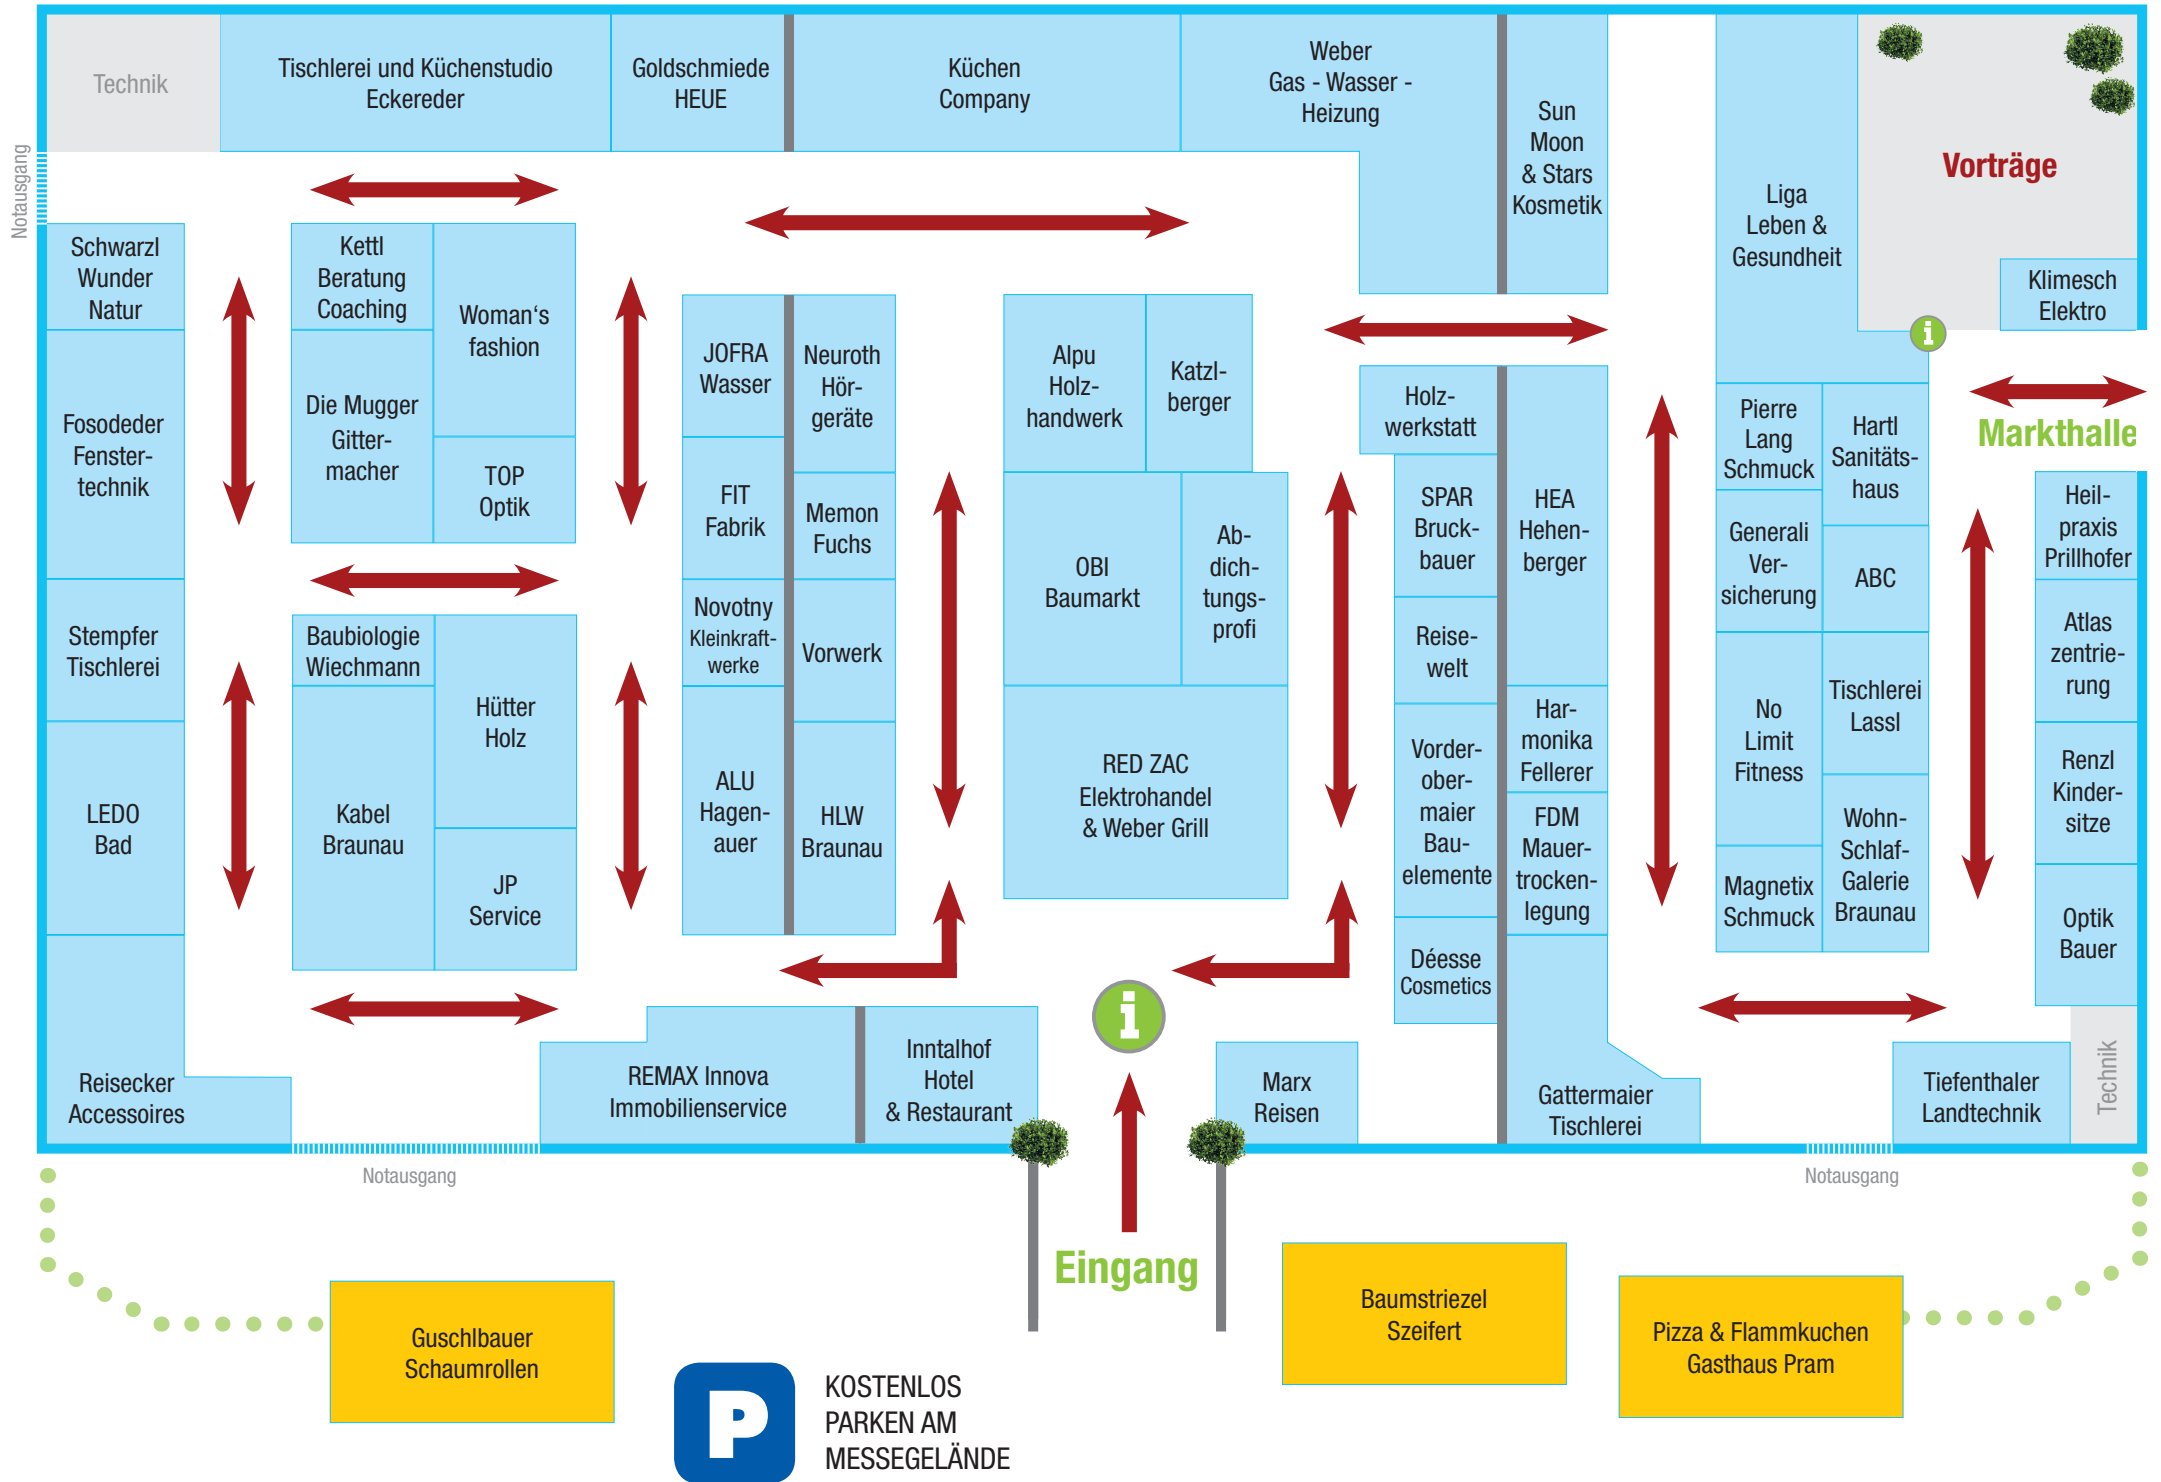 Technik
Tischlerei und Küchenstudio
Eckereder
Goldschmiede
HEUE
Küchen
Company
Weber
Gas - Wasser -
Heizung
Sun
Moon
& Stars
Kosmetik
Liga
Leben &
Gesundheit
Vorträge
Klimesch
Elektro
Notausgang
Schwarzl
Wunder
Natur
Kettl
Beratung
Coaching
Woman‘s
fashion
JOFRA
Wasser
Neuroth
Hör-
geräte
Alpu
Holz-
handwerk
Katzl-
berger
Holz-
werkstatt
Pierre
Lang
Schmuck
Hartl
Sanitäts-
haus
Markthalle
Fosodeder
Fenster-
technik
Die Mugger
Gitter-
macher
TOP
Optik
FIT
Fabrik
Memon
Fuchs
OBI
Baumarkt
Ab-
dich-
tungs-
profi
SPAR
Bruck-
bauer
HEA
Hehen-
berger
Generali
Ver-
sicherung
ABC
Heil-
praxis
Prillhofer
Stempfer
Tischlerei
Baubiologie
Wiechmann
Hütter
Holz
Novotny
Kleinkraft-
werke
Vorwerk
Reise-
welt
Atlas
zentrie-
rung
LEDO
Bad
Kabel
Braunau
JP
Service
ALU
Hagen-
auer
HLW
Braunau
RED ZAC
Elektrohandel
& Weber Grill
Vorder-
ober-
maier
Bau-
elemente
Har-
monika
Fellerer
FDM
Mauer-
trocken-
legung
No
Limit
Fitness
Tischlerei
Lassl
Renzl
Kinder-
sitze
Magnetix
Schmuck
Wohn-
Schlaf-
Galerie
Braunau
Optik
Bauer
Déesse
Cosmetics
i
i
Reisecker
Accessoires
REMAX Innova
Immobilienservice
Inntalhof
Hotel
& Restaurant
Marx
Reisen
Gattermaier
Tischlerei
Tiefenthaler
Landtechnik
Technik
Notausgang
Notausgang
Eingang
Guschlbauer
Schaumrollen
Baumstriezel
Szeifert
Pizza & Flammkuchen
Gasthaus Pram
P
KOSTENLOS
PARKEN AM
MESSEGELÄNDE